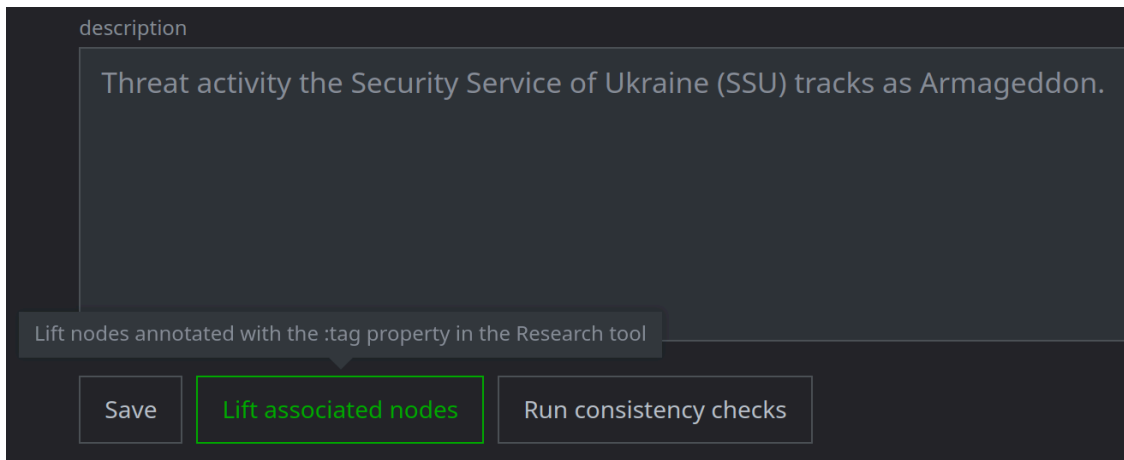 description
Threat activity the Security Service of Ukraine (SSU) tracks as Armageddon.
Lift nodes annotated with the :tag property in the Research tool
Save
Lift associated nodes
Run consistency checks